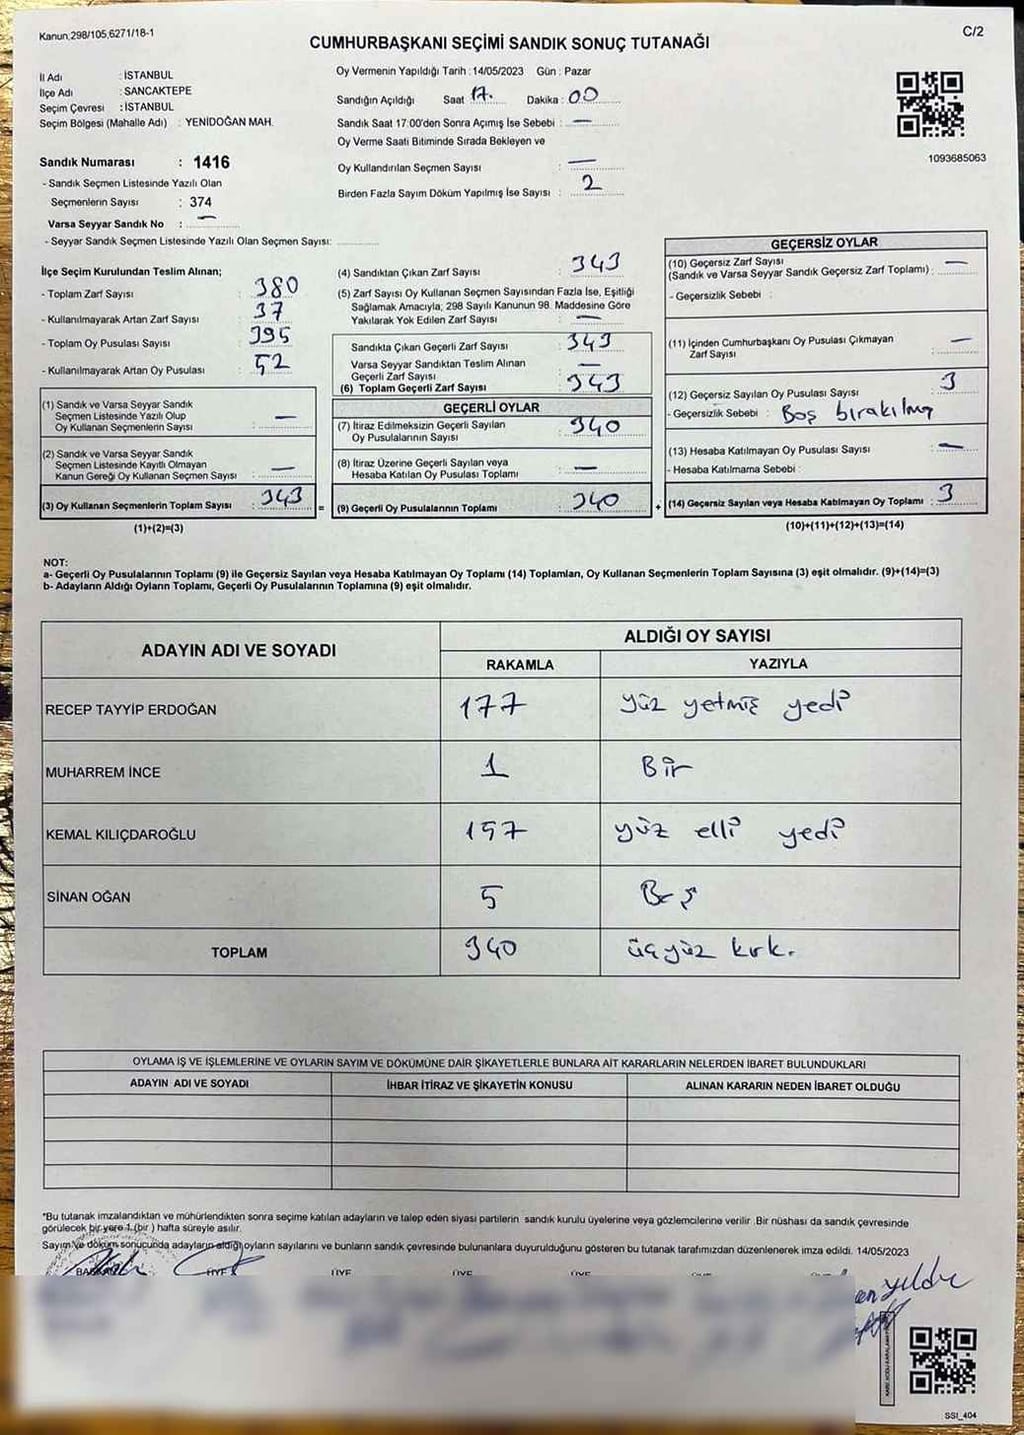 Kanun;298/105,6271/18-1
C/2
CUMHURBAŞKANI SEÇİMİ SANDIK SONUÇ TUTANAĞI
İl Adı : İSTANBUL
İlçe Adı : SANCAKTEPE
Seçim Çevresi : İSTANBUL
Seçim Bölgesi (Mahalle Adı) : YENİDOĞAN MAH.
Sandık Numarası : 1416
- Sandık Seçmen Listesinde Yazılı Olan
Seçmenlerin Sayısı : 374
Varsa Seyyar Sandık No : —
- Seyyar Sandık Seçmen Listesinde Yazılı Olan Seçmen Sayısı:
Oy Vermenin Yapıldığı Tarih : 14/05/2023 Gün : Pazar
Sandığın Açıldığı Saat 17. Dakika : 00
Sandık Saat 17:00'den Sonra Açımış İse Sebebi : —
Oy Verme Saati Bitiminde Sırada Bekleyen ve
Oy Kullandırılan Seçmen Sayısı : —
Birden Fazla Sayım Döküm Yapılmış İse Sayısı : 2
1093685063
İlçe Seçim Kurulundan Teslim Alınan;
- Toplam Zarf Sayısı : 380
- Kullanılmayarak Artan Zarf Sayısı : 37
- Toplam Oy Pusulası Sayısı : 395
- Kullanılmayarak Artan Oy Pusulası : 52
(1) Sandık ve Varsa Seyyar Sandık
Seçmen Listesinde Yazılı Olup
Oy Kullanan Seçmenlerin Sayısı : —
(2) Sandık ve Varsa Seyyar Sandık
Seçmen Listesinde Kayıtlı Olmayan
Kanun Gereği Oy Kullanan Seçmen Sayısı : —
(3) Oy Kullanan Seçmenlerin Toplam Sayısı : 343 =
(1)+(2)=(3)
(4) Sandıktan Çıkan Zarf Sayısı : 343
(5) Zarf Sayısı Oy Kullanan Seçmen Sayısından Fazla İse, Eşitliği
Sağlamak Amacıyla, 298 Sayılı Kanunun 98. Maddesine Göre
Yakılarak Yok Edilen Zarf Sayısı : —
Sandıkta Çıkan Geçerli Zarf Sayısı : 343
Varsa Seyyar Sandıktan Teslim Alınan
Geçerli Zarf Sayısı : —
(6) Toplam Geçerli Zarf Sayısı : 343
GEÇERLİ OYLAR
(7) İtiraz Edilmeksizin Geçerli Sayılan
Oy Pusulalarının Sayısı : 340
(8) İtiraz Üzerine Geçerli Sayılan veya
Hesaba Katılan Oy Pusulası Toplamı : —
(9) Geçerli Oy Pusulalarının Toplamı : 340 +
GEÇERSİZ OYLAR
(10) Geçersiz Zarf Sayısı
(Sandık ve Varsa Seyyar Sandık Geçersiz Zarf Toplamı) : —
- Geçersizlik Sebebi :
(11) İçinden Cumhurbaşkanı Oy Pusulası Çıkmayan
Zarf Sayısı : —
(12) Geçersiz Sayılan Oy Pusulası Sayısı : 3
- Geçersizlik Sebebi : Boş bırakılmış
(13) Hesaba Katılmayan Oy Pusulası Sayısı : —
- Hesaba Katılmama Sebebi :
(14) Geçersiz Sayılan veya Hesaba Katılmayan Oy Toplamı : 3
(10)+(11)+(12)+(13)=(14)
NOT:
a- Geçerli Oy Pusulalarının Toplamı (9) ile Geçersiz Sayılan veya Hesaba Katılmayan Oy Toplamı (14) Toplamları, Oy Kullanan Seçmenlerin Toplam Sayısına (3) eşit olmalıdır. (9)+(14)=(3)
b- Adayların Aldığı Oyların Toplamı, Geçerli Oy Pusulalarının Toplamına (9) eşit olmalıdır.
ADAYIN ADI VE SOYADI
ALDIĞI OY SAYISI
RAKAMLA YAZIYLA
RECEP TAYYİP ERDOĞAN 177 yüz yetmiş yedi
MUHARREM İNCE 1 Bir
KEMAL KILIÇDAROĞLU 157 yüz elli yedi
SİNAN OĞAN 5 Beş
TOPLAM 340 üçyüz kırk.
OYLAMA İŞ VE İŞLEMLERİNE VE OYLARIN SAYIM VE DÖKÜMÜNE DAİR ŞİKAYETLERLE BUNLARA AİT KARARLARIN NELERDEN İBARET BULUNDUKLARI
ADAYIN ADI VE SOYADI İHBAR İTİRAZ VE ŞİKAYETİN KONUSU ALINAN KARARIN NEDEN İBARET OLDUĞU
*Bu tutanak imzalandıktan ve mühürlendikten sonra seçime katılan adayların ve talep eden siyasi partilerin sandık kurulu üyelerine veya gözlemcilerine verilir. Bir nüshası da sandık çevresinde
görülecek bir yere 1 (bir) hafta süreyle asılır.
Sayım ve döküm sonucunda adayların aldığı oyların sayılarını ve bunların sandık çevresinde bulunanlara duyurulduğunu gösteren bu tutanak tarafımızdan düzenlenerek imza edildi. 14/05/2023
BAŞKAN ÜYE ÜYE ÜYE ÜYE
SSI_404